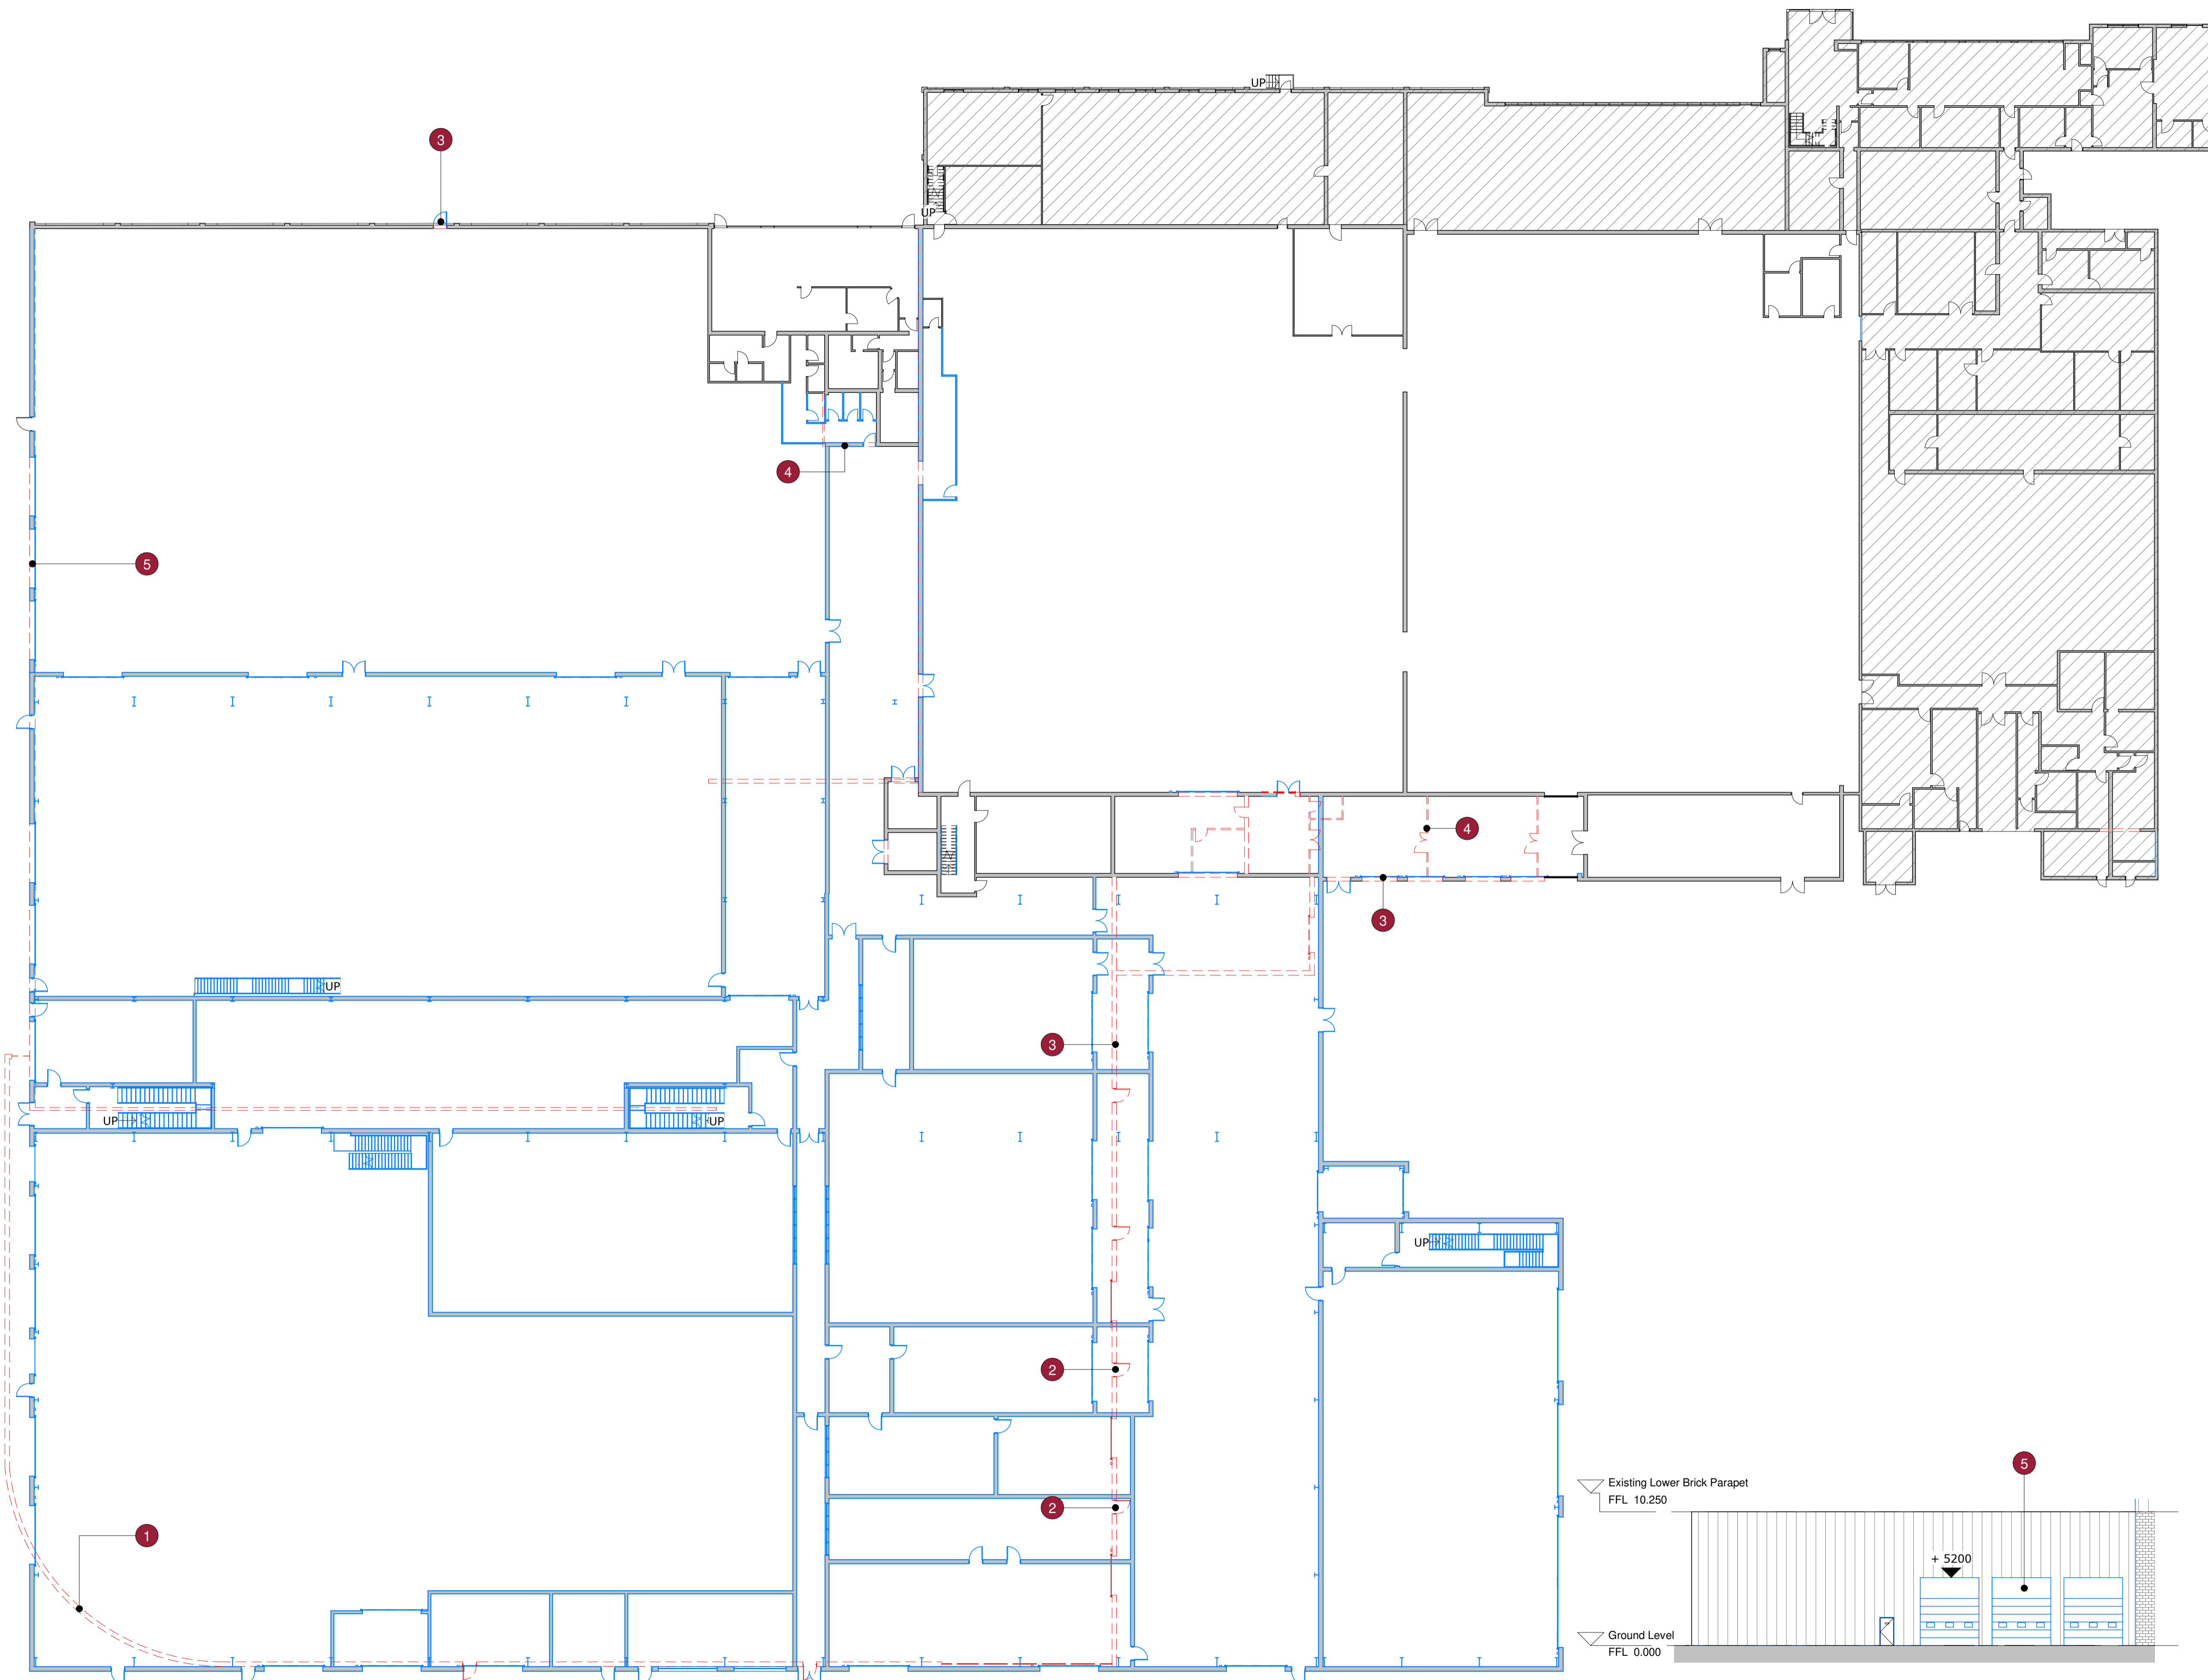 UP
3
UP
4
5
4
3
UP
3
UP
UP
UP
2
5
Existing Lower Brick Parapet
FFL 10.250
2
1
+ 5200
Ground Level
FFL 0.000